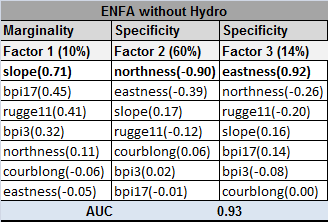 ENFA without Hydro
Marginality Specificity Specificity
Factor 1 (10%) Factor 2 (60%) Factor 3 (14%)
slope(0.71) northness(-0.90) eastness(0.92)
bpi17(0.45) eastness(-0.39) northness(-0.26)
rugge11(0.41) slope(0.17) rugge11(-0.20)
bpi3(0.32) rugge11(-0.12) slope(0.16)
northness(0.11) courblong(0.06) bpi17(0.14)
courblong(-0.06) bpi3(0.02) bpi3(-0.08)
eastness(-0.05) bpi17(-0.01) courblong(0.00)
AUC 0.93